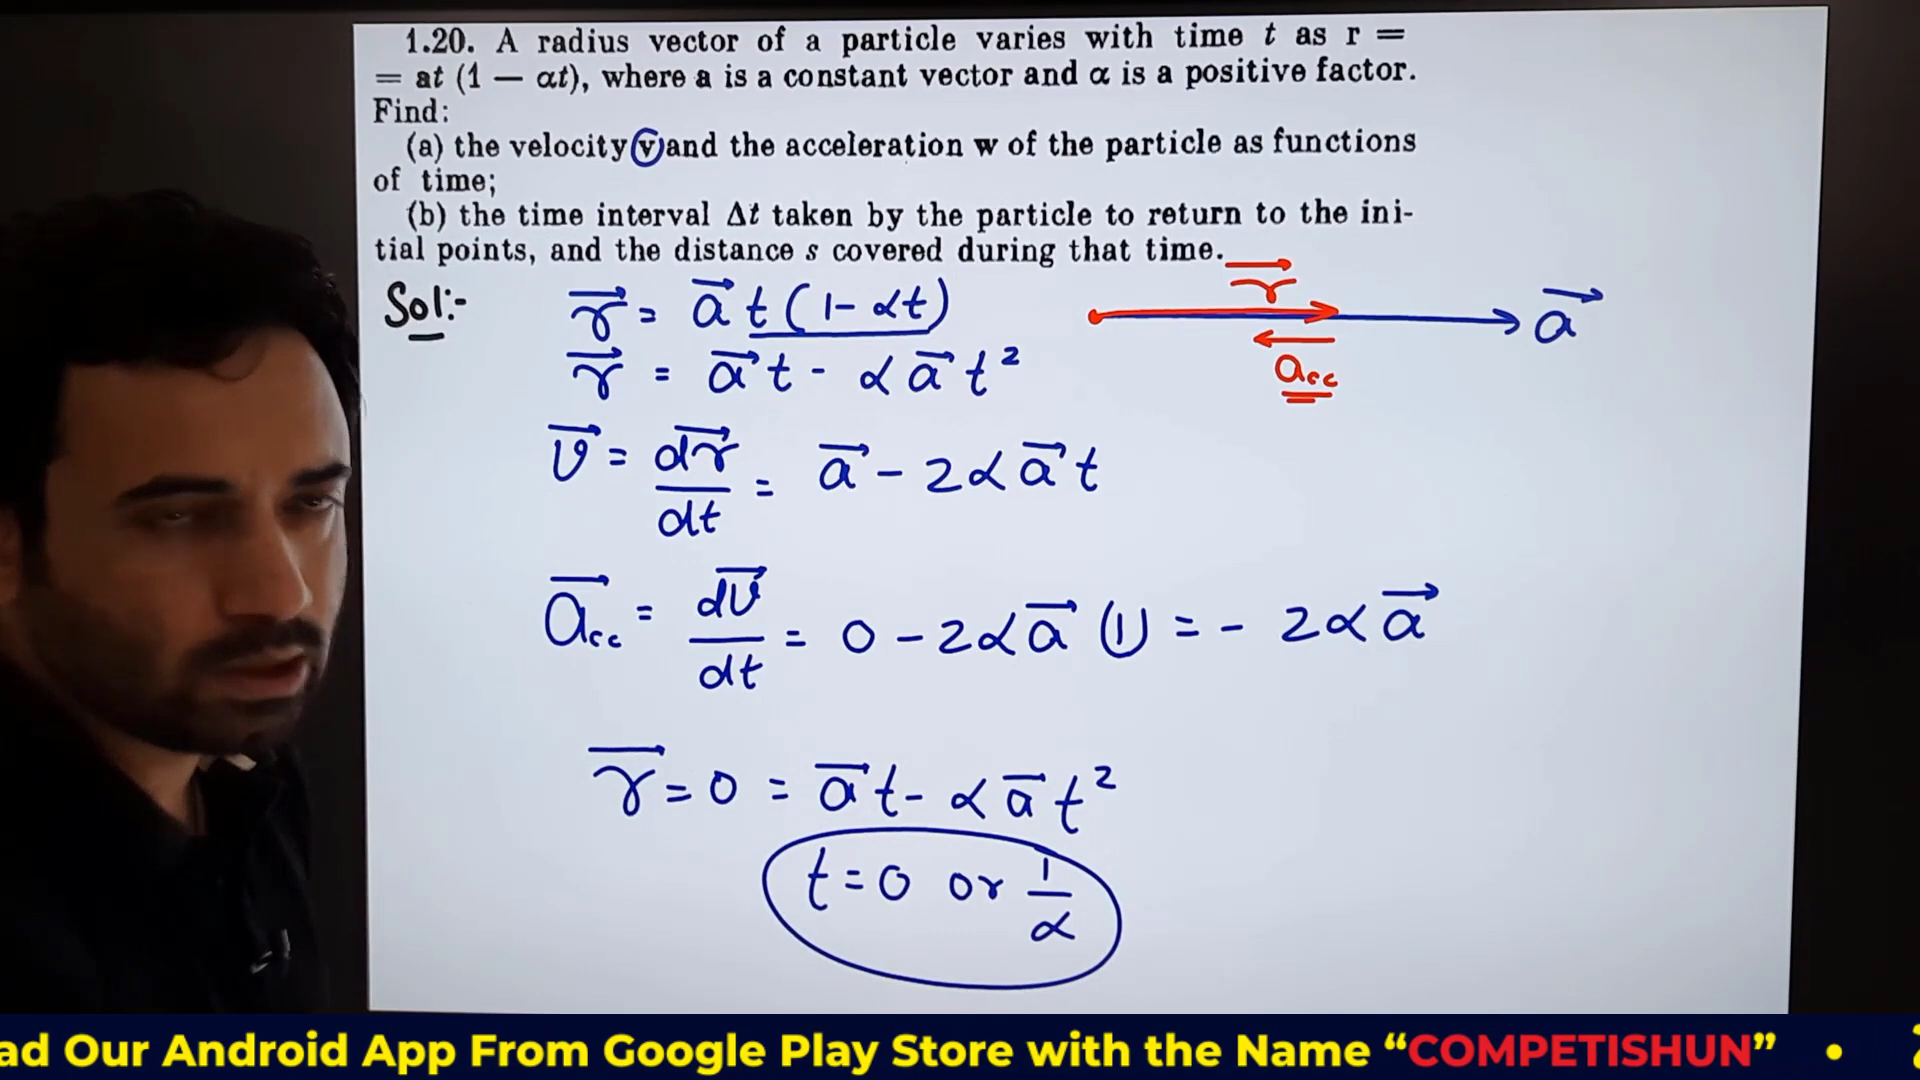 1.20. A radius vector of a particle varies with time t as r =
= at (1 — αt), where a is a constant vector and α is a positive factor.
Find:
(a) the velocity v and the acceleration w of the particle as functions
of time;
(b) the time interval Δt taken by the particle to return to the ini-
tial points, and the distance s covered during that time.
Sol:-
r⃗ = a⃗ t (1 - αt)
r⃗ = a⃗ t - α a⃗ t²
r⃗
a⃗
acc
v⃗ = dr⃗/dt = a⃗ - 2α a⃗ t
a⃗cc = dv⃗/dt = 0 - 2α a⃗ (1) = - 2α a⃗
r⃗ = 0 = a⃗ t - α a⃗ t²
t = 0 or 1/α
ad Our Android App From Google Play Store with the Name “COMPETISHUN” •